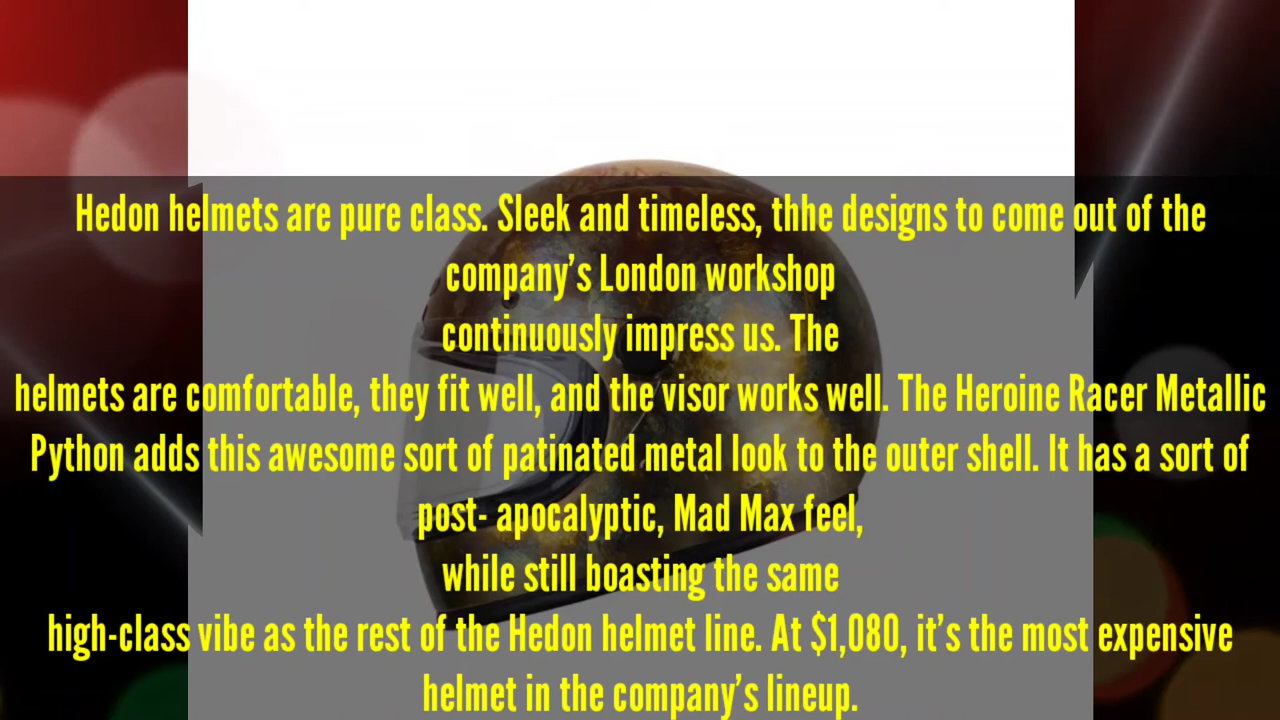 Hedon helmets are pure class. Sleek and timeless, thhe designs to come out of the
company’s London workshop
continuously impress us. The
helmets are comfortable, they fit well, and the visor works well. The Heroine Racer Metallic
Python adds this awesome sort of patinated metal look to the outer shell. It has a sort of
post- apocalyptic, Mad Max feel,
while still boasting the same
high-class vibe as the rest of the Hedon helmet line. At $1,080, it’s the most expensive
helmet in the company’s lineup.